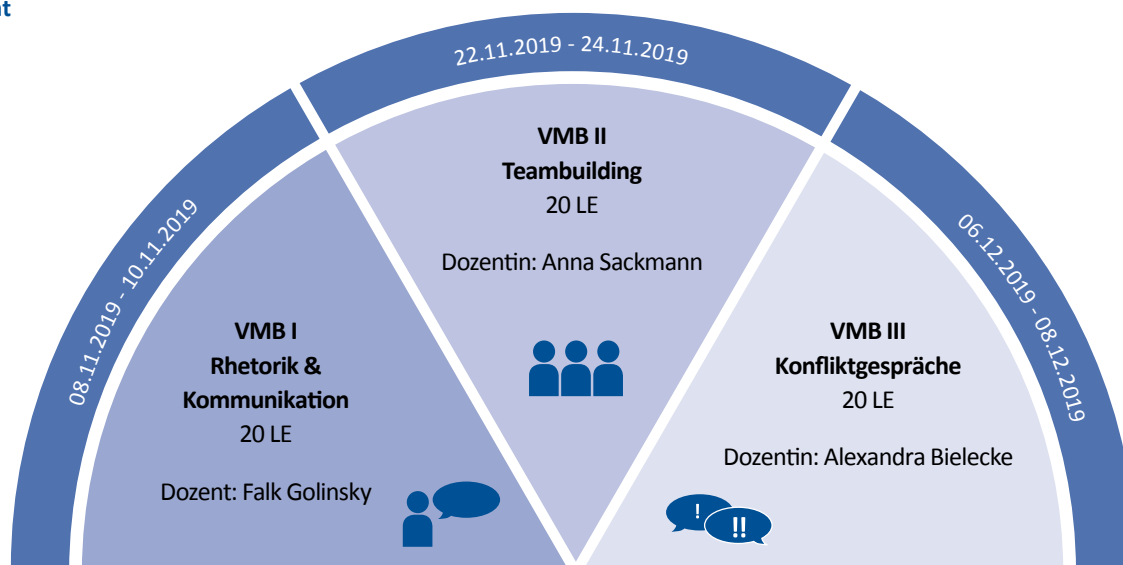 08.11.2019 - 10.11.2019
VMB I
Rhetorik &
Kommunikation
20 LE
Dozent: Falk Golinsky
22.11.2019 - 24.11.2019
VMB II
Teambuilding
20 LE
Dozentin: Anna Sackmann
06.12.2019 - 08.12.2019
VMB III
Konfliktgespräche
20 LE
Dozentin: Alexandra Bielecke
! !!